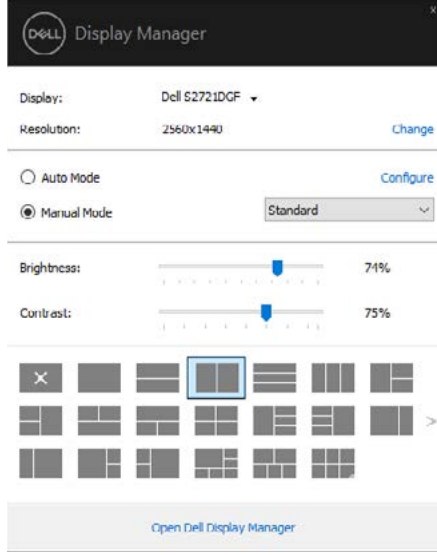 DELL Display Manager
x
Display: Dell S2721DGF
Resolution: 2560x1440 Change
Auto Mode Configure
Manual Mode Standard
Brightness: 74%
Contrast: 75%
Open Dell Display Manager